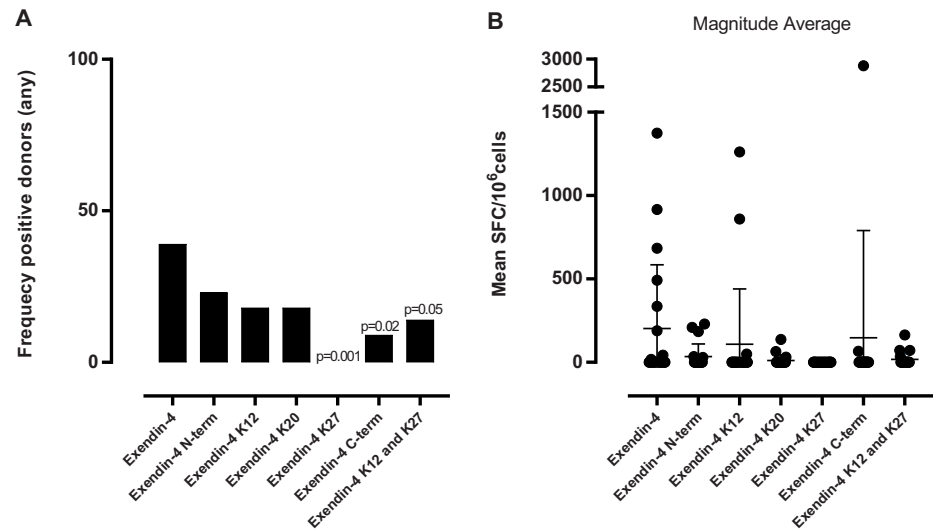 A
Frequecy positive donors (any)
100
50
0
p=0.001
p=0.02
p=0.05
Exendin-4
Exendin-4 N-term
Exendin-4 K12
Exendin-4 K20
Exendin-4 K27
Exendin-4 C-term
Exendin-4 K12 and K27
B
Magnitude Average
Mean SFC/10⁶cells
3000
2500
1500
1000
500
0
Exendin-4
Exendin-4 N-term
Exendin-4 K12
Exendin-4 K20
Exendin-4 K27
Exendin-4 C-term
Exendin-4 K12 and K27